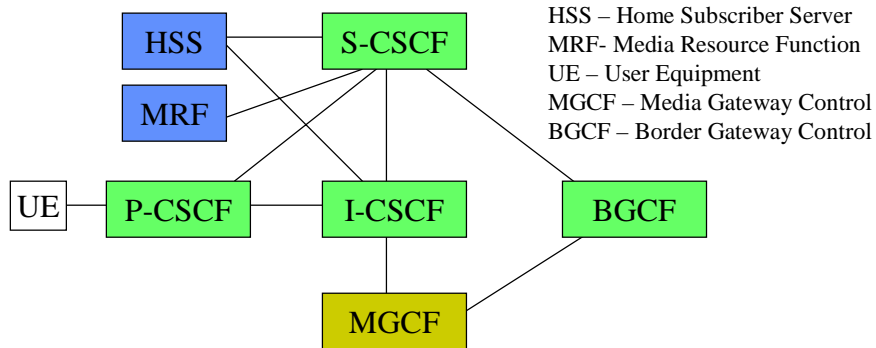 HSS
S-CSCF
MRF
UE
P-CSCF
I-CSCF
BGCF
MGCF
HSS – Home Subscriber Server
MRF- Media Resource Function
UE – User Equipment
MGCF – Media Gateway Control
BGCF – Border Gateway Control